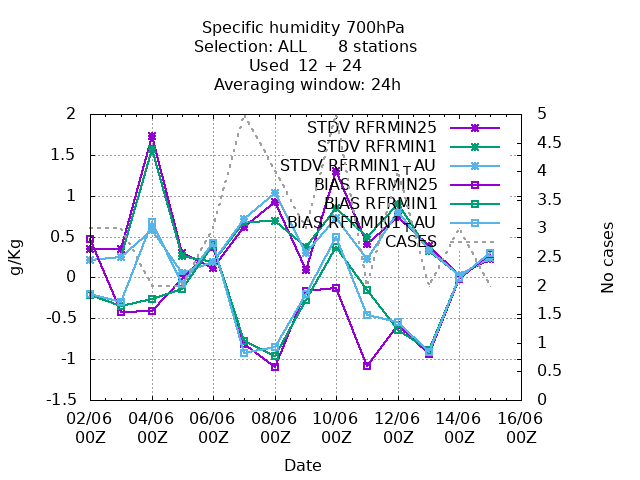 Specific humidity 700hPa
Selection: ALL 8 stations
Used 12 + 24
Averaging window: 24h
g/Kg
2
1.5
1
0.5
0
-0.5
-1
-1.5
5
4.5
4
3.5
3
2.5
2
1.5
1
0.5
0
No cases
STDV RFRMIN25
STDV RFRMIN1
STDV RFRMIN1_AU
BIAS RFRMIN25
BIAS RFRMIN1
BIAS RFRMIN1_AU
CASES
02/06 04/06 06/06 08/06 10/06 12/06 14/06 16/06
00Z 00Z 00Z 00Z 00Z 00Z 00Z 00Z
Date